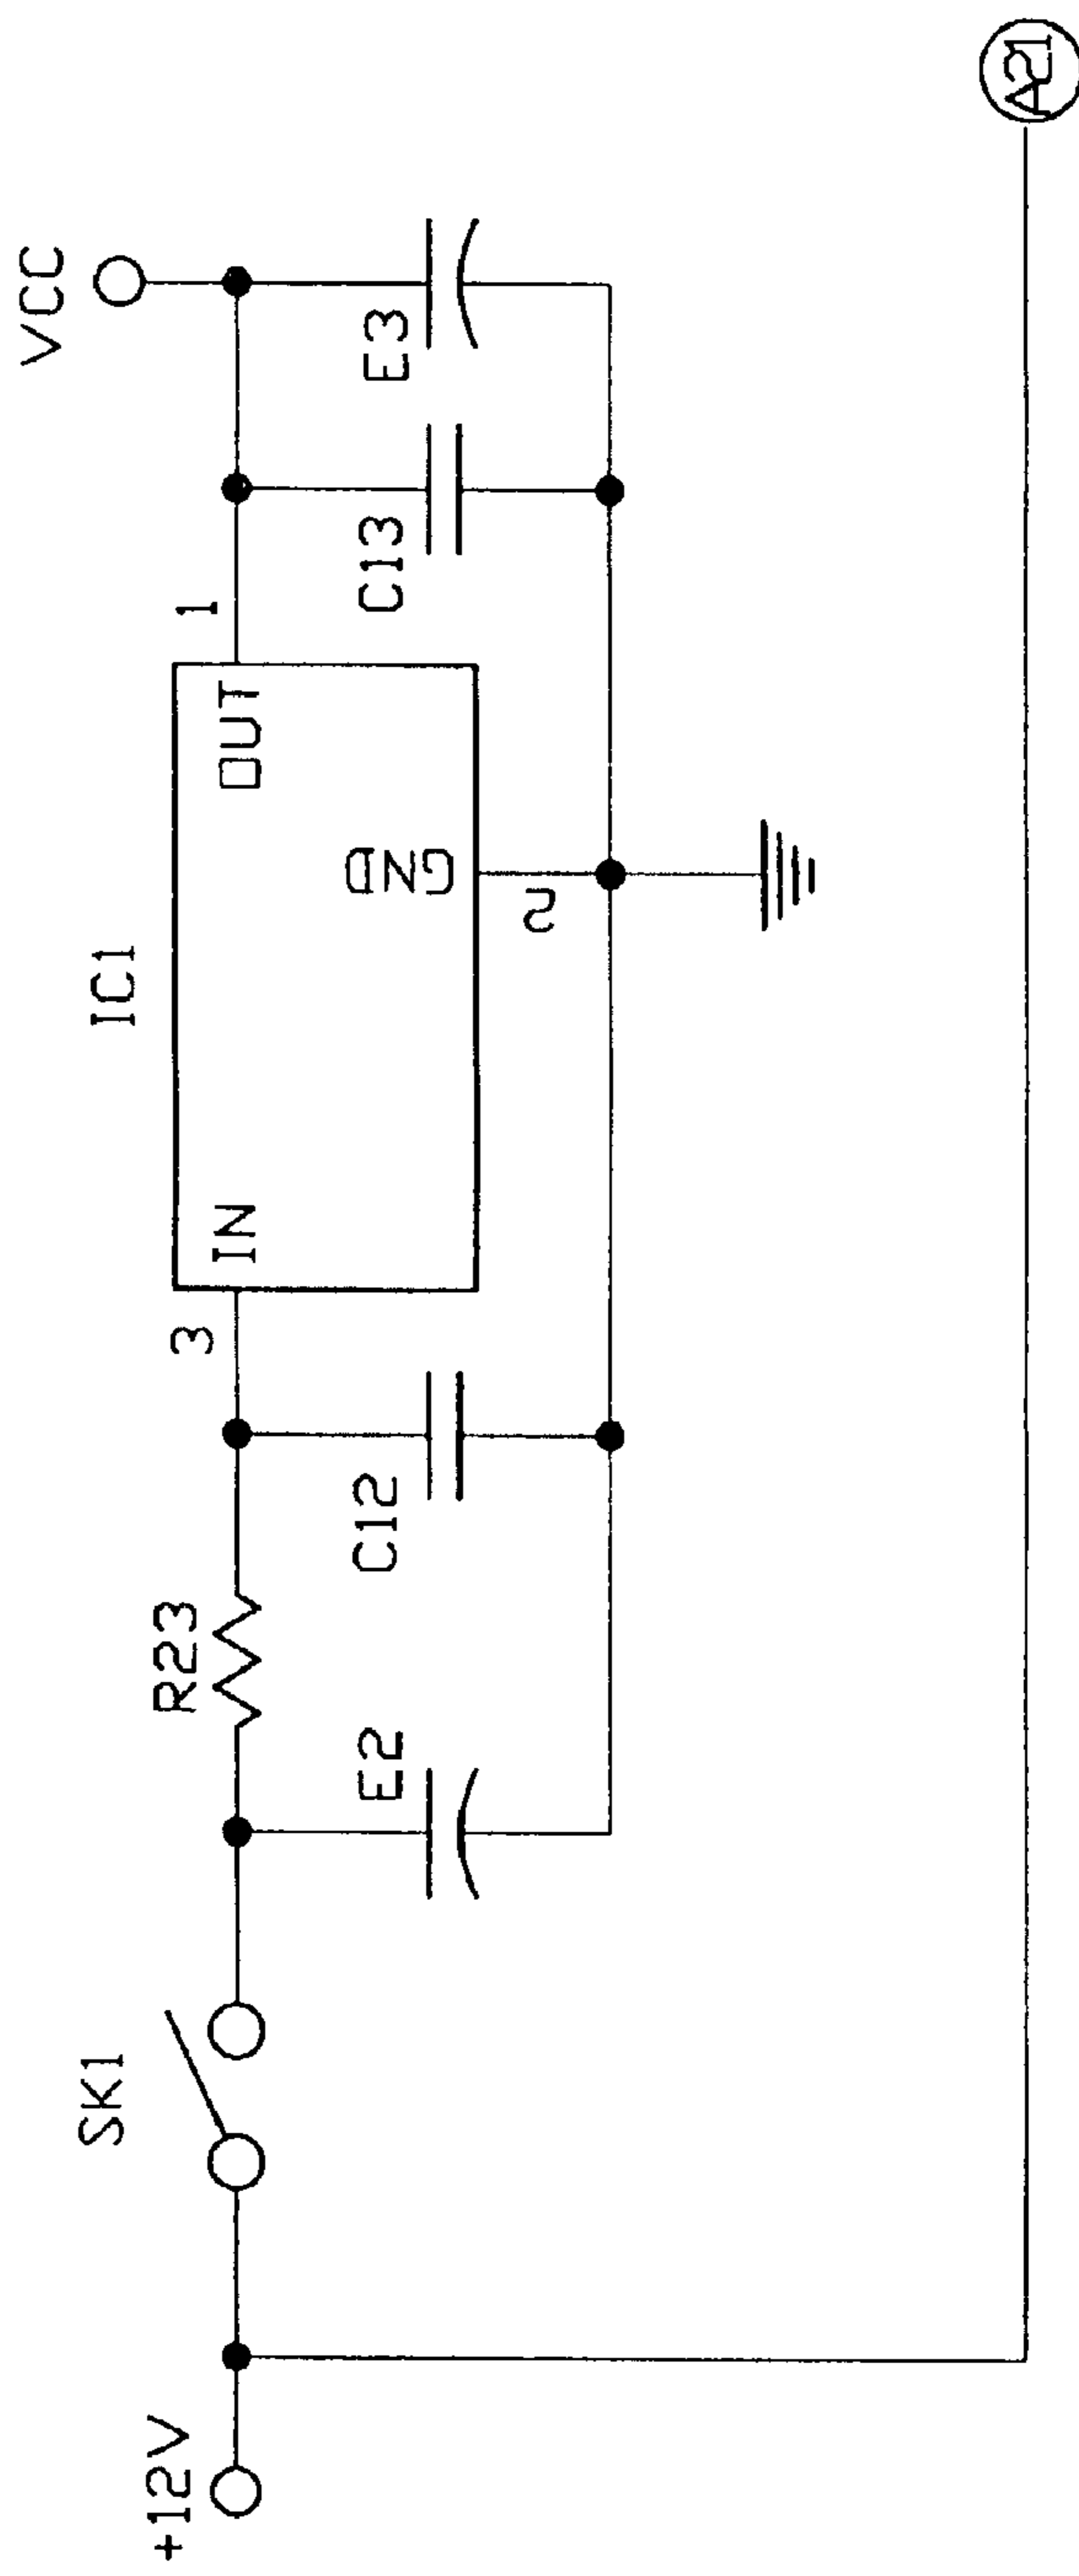 +12V
SK1
R23
E2
C12
3
IN
IC1
GND
2
OUT
1
C13
E3
VCC
A21